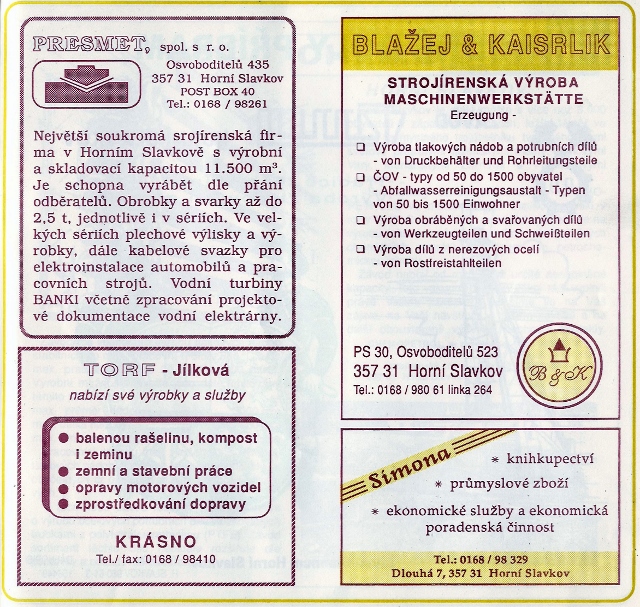 PRESMET, spol. s r. o.
Osvoboditelů 435
357 31 Horní Slavkov
POST BOX 40
Tel.: 0168 / 98261
Největší soukromá srojírenská fir-
ma v Horním Slavkově s výrobní
a skladovací kapacitou 11.500 m³.
Je schopna vyrábět dle přání
odběratelů. Obrobky a svarky až do
2,5 t, jednotlivě i v sériích. Ve vel-
kých sériích plechové výlisky a vý-
robky, dále kabelové svazky pro
elektroinstalace automobilů a pra-
covních strojů. Vodní turbiny
BANKI včetně zpracování projekto-
vé dokumentace vodní elektrárny.
TORF - Jílková
nabízí své výrobky a služby
● balenou rašelinu, kompost
i zeminu
● zemní a stavební práce
● opravy motorových vozidel
● zprostředkování dopravy
KRÁSNO
Tel./ fax: 0168 / 98410
BLAŽEJ & KAISRLIK
STROJÍRENSKÁ VÝROBA
MASCHINENWERKSTÄTTE
Erzeugung -
❑ Výroba tlakových nádob a potrubních dílů
- von Druckbehälter und Rohrleitungsteile
❑ ČOV - typy od 50 do 1500 obyvatel
- Abfallwasserreinigungsaustalt - Typen
von 50 bis 1500 Einwohner
❑ Výroba obráběných a svařovaných dílů
- von Werkzeugteilen und Schweißteilen
❑ Výroba dílů z nerezových ocelí
- von Rostfreistahlteilen
PS 30, Osvoboditelů 523
357 31 Horní Slavkov
Tel.: 0168 / 980 61 linka 264
B & K
Simona
* knihkupectví
* průmyslové zboží
* ekonomické služby a ekonomická
poradenská činnost
Tel.: 0168 / 98 329
Dlouhá 7, 357 31 Horní Slavkov